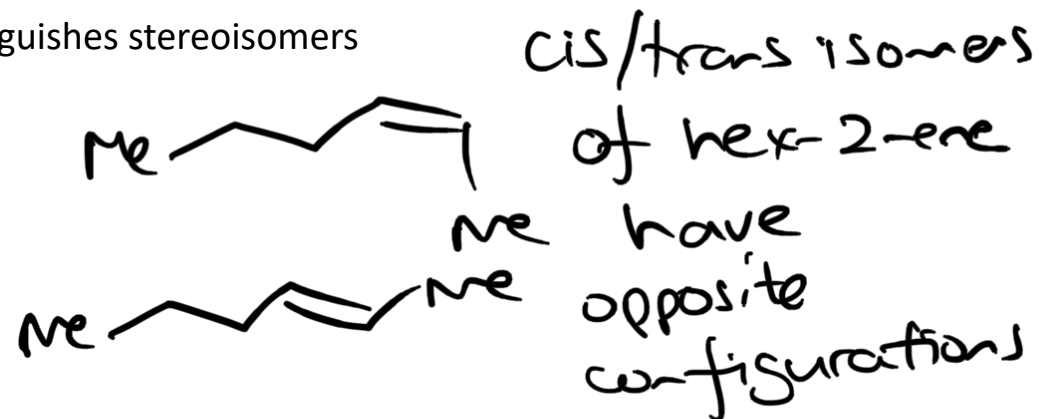 guishes stereoisomers
cis/trans isomers
of hex-2-ene
have
opposite
configurations
Me
Me
Me
Me